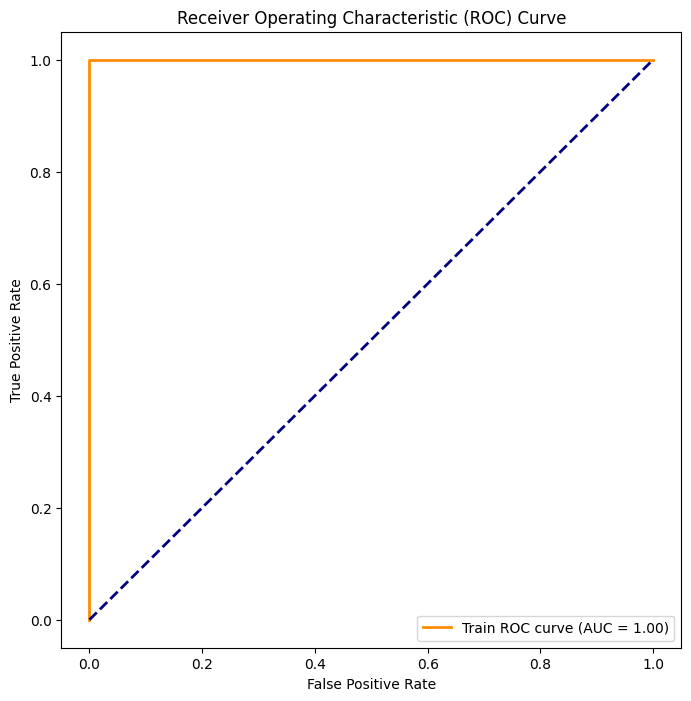 Receiver Operating Characteristic (ROC) Curve
1.0
0.8
0.6
0.4
0.2
0.0
True Positive Rate
0.0 0.2 0.4 0.6 0.8 1.0
False Positive Rate
Train ROC curve (AUC = 1.00)